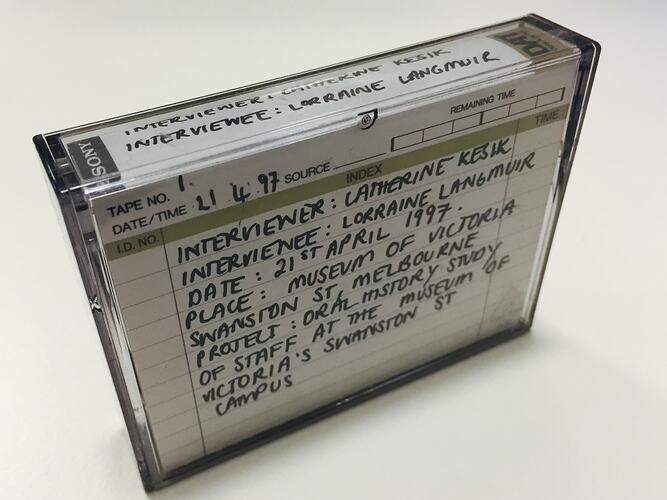 INTERVIEWER: CATHERINE KESIK
INTERVIEWEE: LORRAINE LANGMUIR
SONY
DAT
TAPE NO. 1
DATE/TIME 21 4 97 SOURCE
REMAINING TIME
I.D. NO. INDEX TIME
INTERVIEWER: CATHERINE KESIK
INTERVIEWEE: LORRAINE LANGMUIR
DATE: 21ST APRIL 1997.
PLACE: MUSEUM OF VICTORIA
SWANSTON ST, MELBOURNE
PROJECT: ORAL HISTORY STUDY
OF STAFF AT THE MUSEUM OF
VICTORIA'S SWANSTON ST
CAMPUS